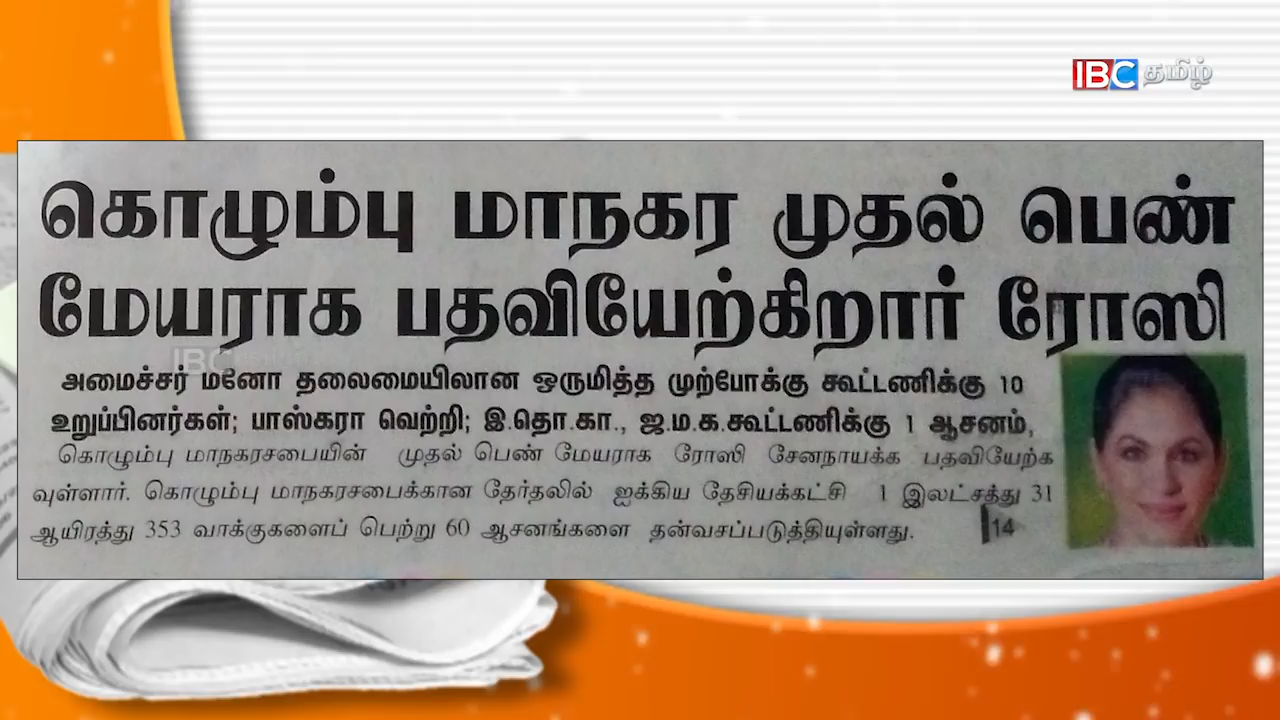 IBC தமிழ்
கொழும்பு மாநகர முதல் பெண்
மேயராக பதவியேற்கிறார் ரோஸி
அமைச்சர் மனோ தலைமையிலான ஒருமித்த முற்போக்கு கூட்டணிக்கு 10
உறுப்பினர்கள்; பாஸ்கரா வெற்றி; இ.தொ.கா., ஜ.ம.க.கூட்டணிக்கு 1 ஆசனம்,
கொழும்பு மாநகரசபையின் முதல் பெண் மேயராக ரோஸி சேனநாயக்க பதவியேற்க
வுள்ளார். கொழும்பு மாநகரசபைக்கான தேர்தலில் ஐக்கிய தேசியக்கட்சி 1 இலட்சத்து 31
ஆயிரத்து 353 வாக்குகளைப் பெற்று 60 ஆசனங்களை தன்வசப்படுத்தியுள்ளது. 14